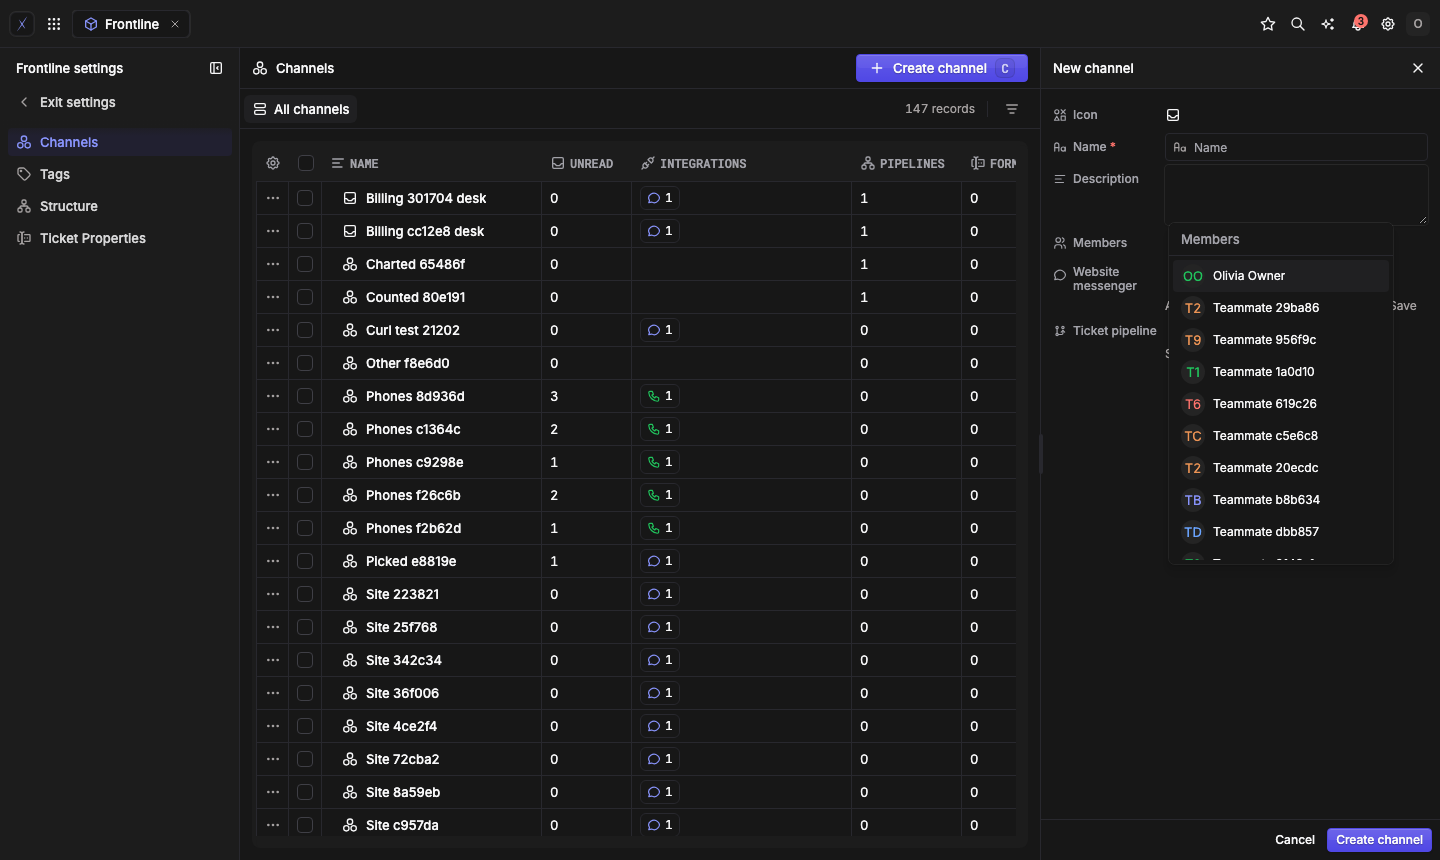 Frontline
3
O
Frontline settings
Exit settings
Channels
Tags
Structure
Ticket Properties
Channels
Create channel C
All channels
147 records
NAME UNREAD INTEGRATIONS PIPELINES FORM
Billing 301704 desk 0 1 1 0
Billing cc12e8 desk 0 1 1 0
Charted 65486f 0 1 0
Counted 80e191 0 1 0
Curl test 21202 0 1 0 0
Other f8e6d0 0 0 0
Phones 8d936d 3 1 0 0
Phones c1364c 2 1 0 0
Phones c9298e 1 1 0 0
Phones f26c6b 2 1 0 0
Phones f2b62d 1 1 0 0
Picked e8819e 1 1 0 0
Site 223821 0 1 0 0
Site 25f768 0 1 0 0
Site 342c34 0 1 0 0
Site 36f006 0 1 0 0
Site 4ce2f4 0 1 0 0
Site 72cba2 0 1 0 0
Site 8a59eb 0 1 0 0
Site c957da 0 1 0 0
New channel
Icon
Name * Name
Description
Members
Website
messenger
Save
Ticket pipeline
Members
OO Olivia Owner
T2 Teammate 29ba86
T9 Teammate 956f9c
T1 Teammate 1a0d10
T6 Teammate 619c26
TC Teammate c5e6c8
T2 Teammate 20ecdc
TB Teammate b8b634
TD Teammate dbb857
Cancel
Create channel